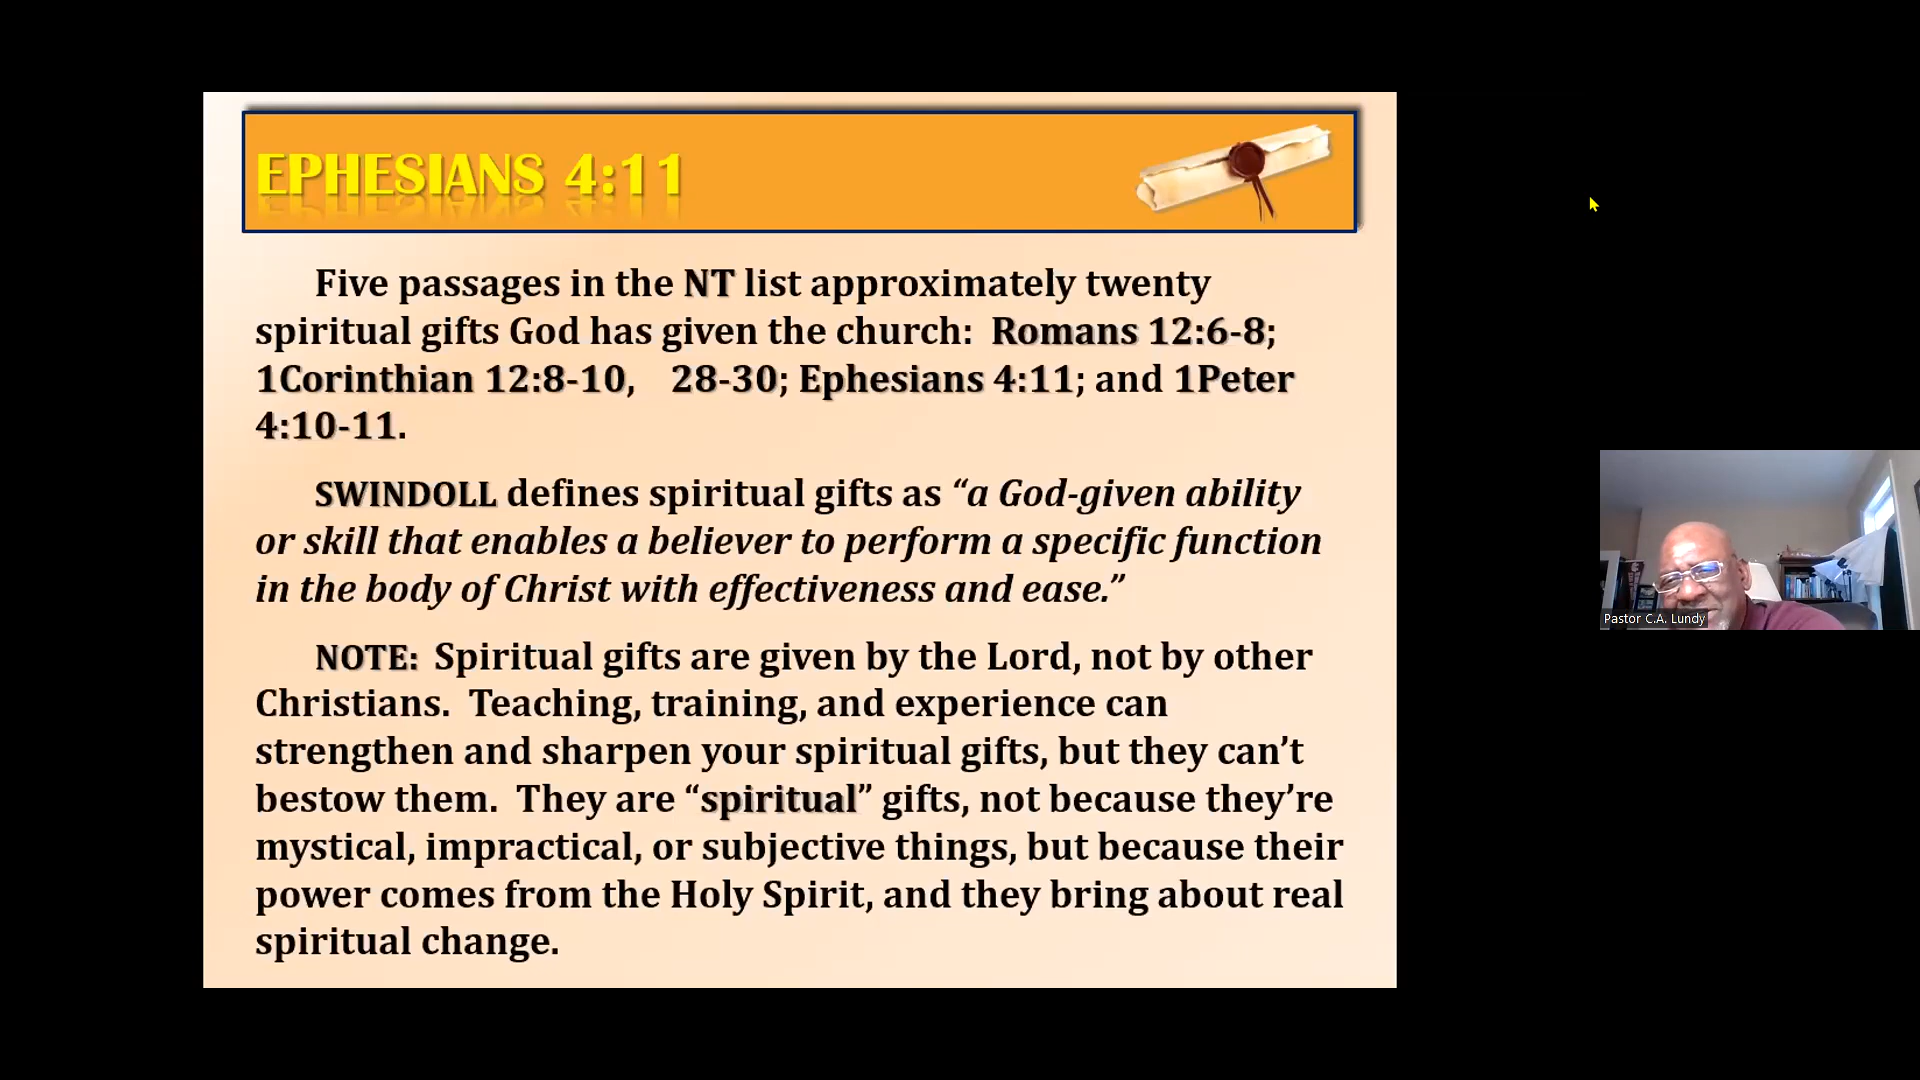 EPHESIANS 4:11
Five passages in the NT list approximately twenty
spiritual gifts God has given the church:  Romans 12:6-8;
1Corinthian 12:8-10,   28-30; Ephesians 4:11; and 1Peter
4:10-11.
SWINDOLL defines spiritual gifts as “a God-given ability
or skill that enables a believer to perform a specific function
in the body of Christ with effectiveness and ease.”
NOTE:  Spiritual gifts are given by the Lord, not by other
Christians.  Teaching, training, and experience can
strengthen and sharpen your spiritual gifts, but they can’t
bestow them.  They are “spiritual” gifts, not because they’re
mystical, impractical, or subjective things, but because their
power comes from the Holy Spirit, and they bring about real
spiritual change.
Pastor C.A. Lundy